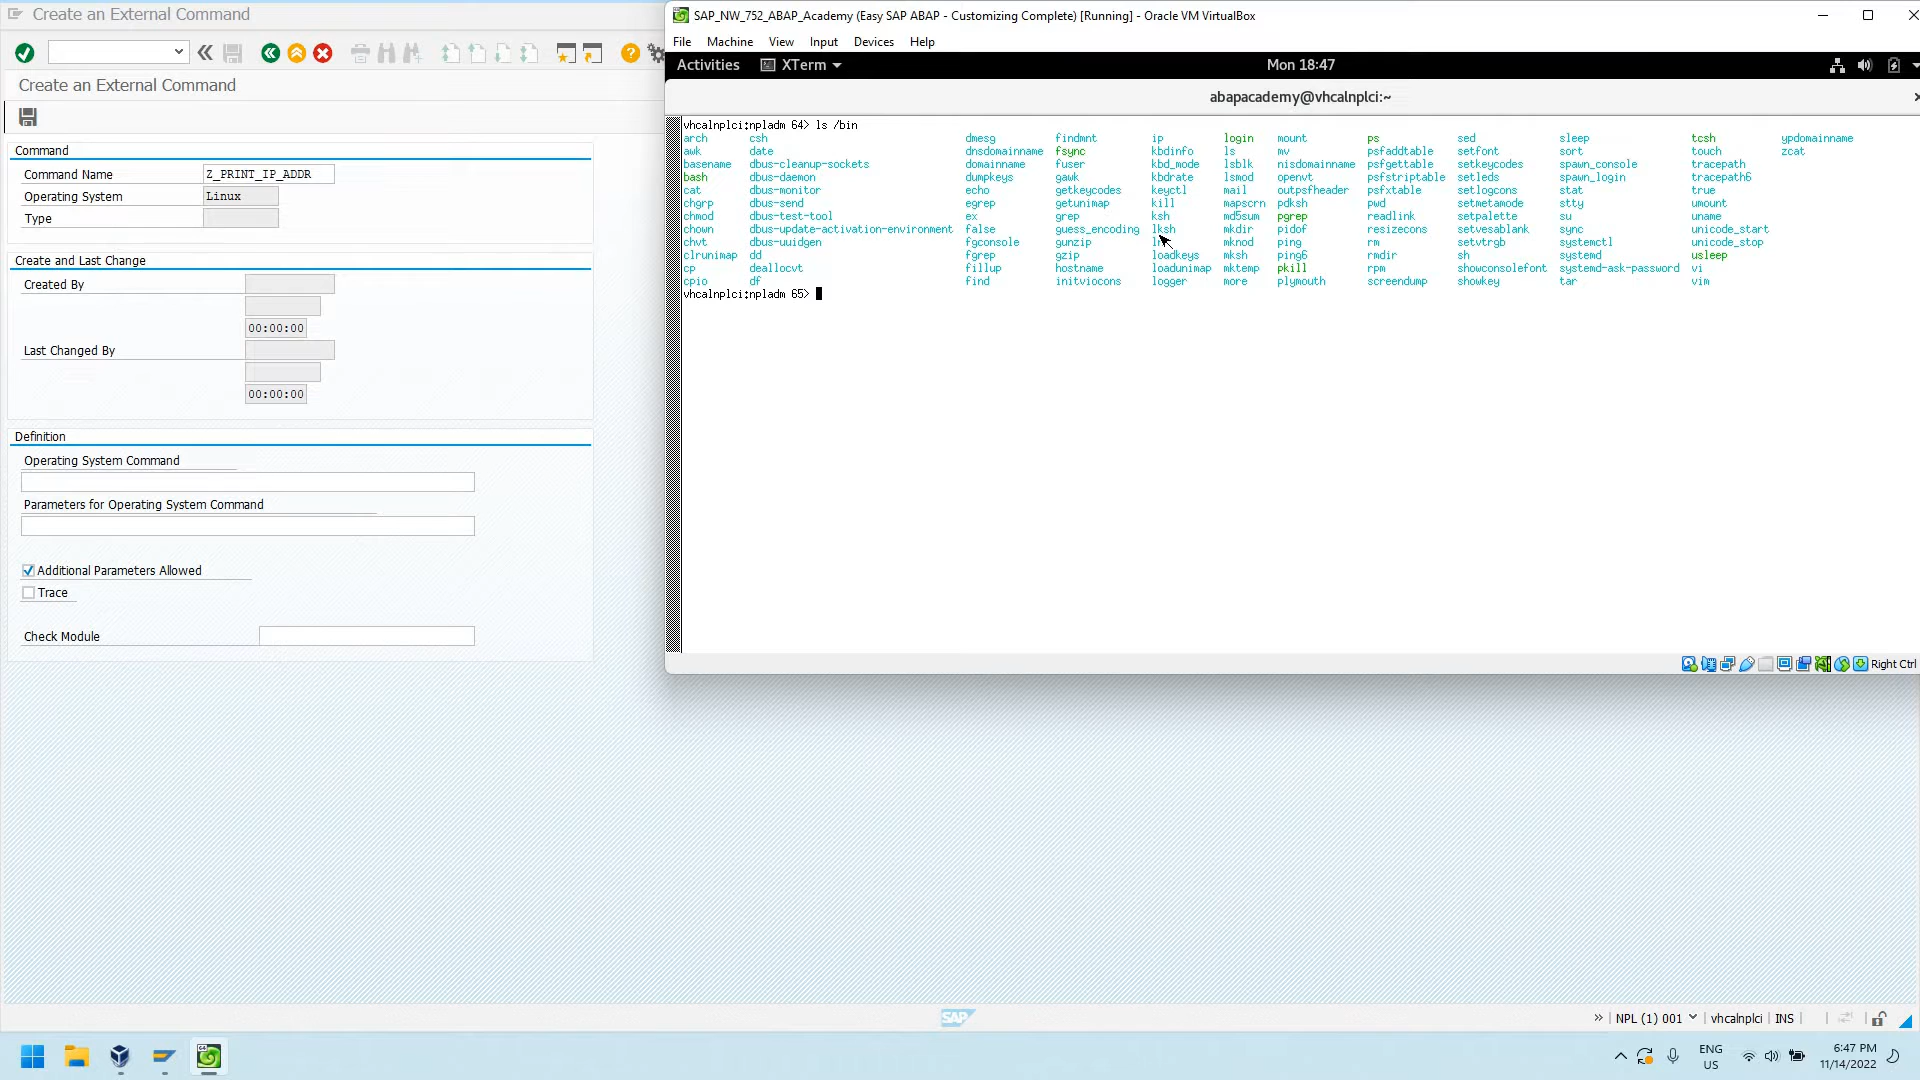 Create an External Command
Create an External Command
Command
Command Name Z_PRINT_IP_ADDR
Operating System Linux
Type
Create and Last Change
Created By
00:00:00
Last Changed By
00:00:00
Definition
Operating System Command
Parameters for Operating System Command
Additional Parameters Allowed
Trace
Check Module
SAP_NW_752_ABAP_Academy (Easy SAP ABAP - Customizing Complete) [Running] - Oracle VM VirtualBox
File Machine View Input Devices Help
Activities XTerm Mon 18:47
abapacademy@vhcalnplci:~
vhcalnplci:npladm 64> ls /bin
arch csh dmesg findmnt ip login mount ps sed sleep tcsh ypdomainname
awk date dnsdomainname fsync kbdinfo ls mv psfaddtable setfont sort touch zcat
basename dbus-cleanup-sockets domainname fuser kbd_mode lsblk nisdomainname psfgettable setkeycodes spawn_console tracepath
bash dbus-daemon dumpkeys gawk kbdrate lsmod openvt psfstriptable setleds spawn_login tracepath6
cat dbus-monitor echo getkeycodes keyctl mail outpsfheader psfxtable setlogcons stat true
chgrp dbus-send egrep getunimap kill mapscrn pdksh pwd setmetamode stty umount
chmod dbus-test-tool ex grep ksh md5sum pgrep readlink setpalette su uname
chown dbus-update-activation-environment false guess_encoding lksh mkdir pidof resizecons setvesablank sync unicode_start
chvt dbus-uuidgen fgconsole gunzip mknod ping rm setvtrgb systemctl unicode_stop
clrunimap dd fgrep gzip loadkeys mksh ping6 rmdir sh systemd usleep
cp deallocvt fillup hostname loadunimap mktemp pkill rpm showconsolefont systemd-ask-password vi
cpio df find initviocons logger more plymouth screendump showkey tar vim
vhcalnplci:npladm 65>
Right Ctrl
SAP
NPL (1) 001 vhcalnplci INS
ENG
US
6:47 PM
11/14/2022